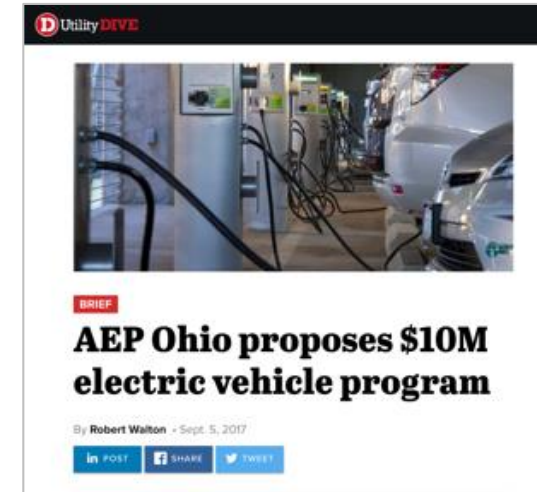 D Utility DIVE
BRIEF
AEP Ohio proposes $10M
electric vehicle program
By Robert Walton • Sept. 5, 2017
in POST f SHARE TWEET